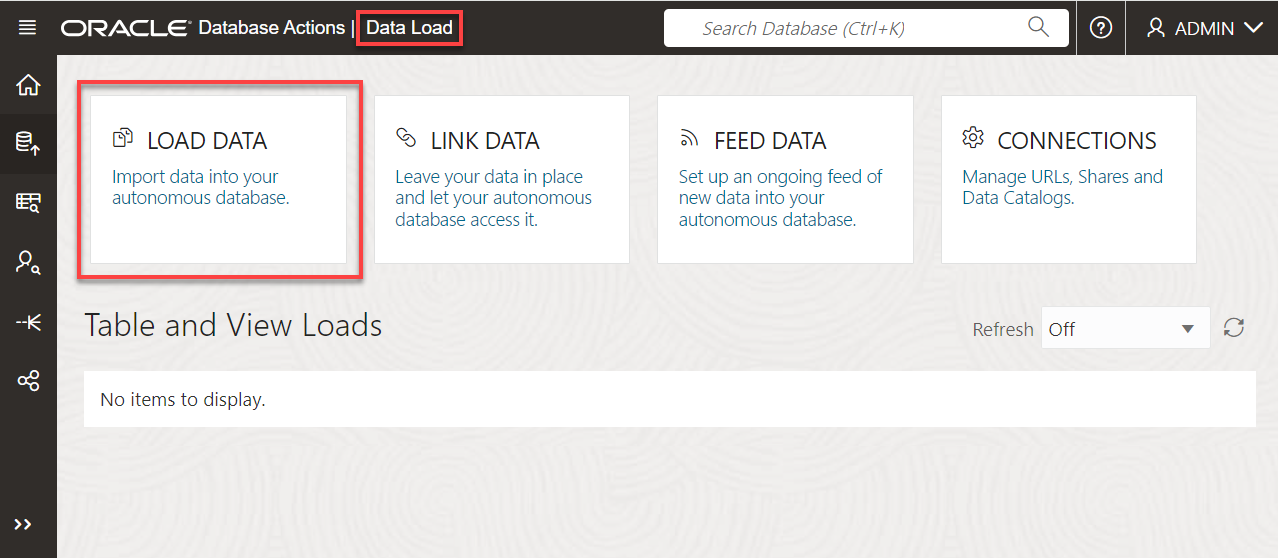 ORACLE® Database Actions | Data Load
Search Database (Ctrl+K)
ADMIN
LOAD DATA
Import data into your
autonomous database.
LINK DATA
Leave your data in place
and let your autonomous
database access it.
FEED DATA
Set up an ongoing feed of
new data into your
autonomous database.
CONNECTIONS
Manage URLs, Shares and
Data Catalogs.
Table and View Loads
Refresh Off
No items to display.